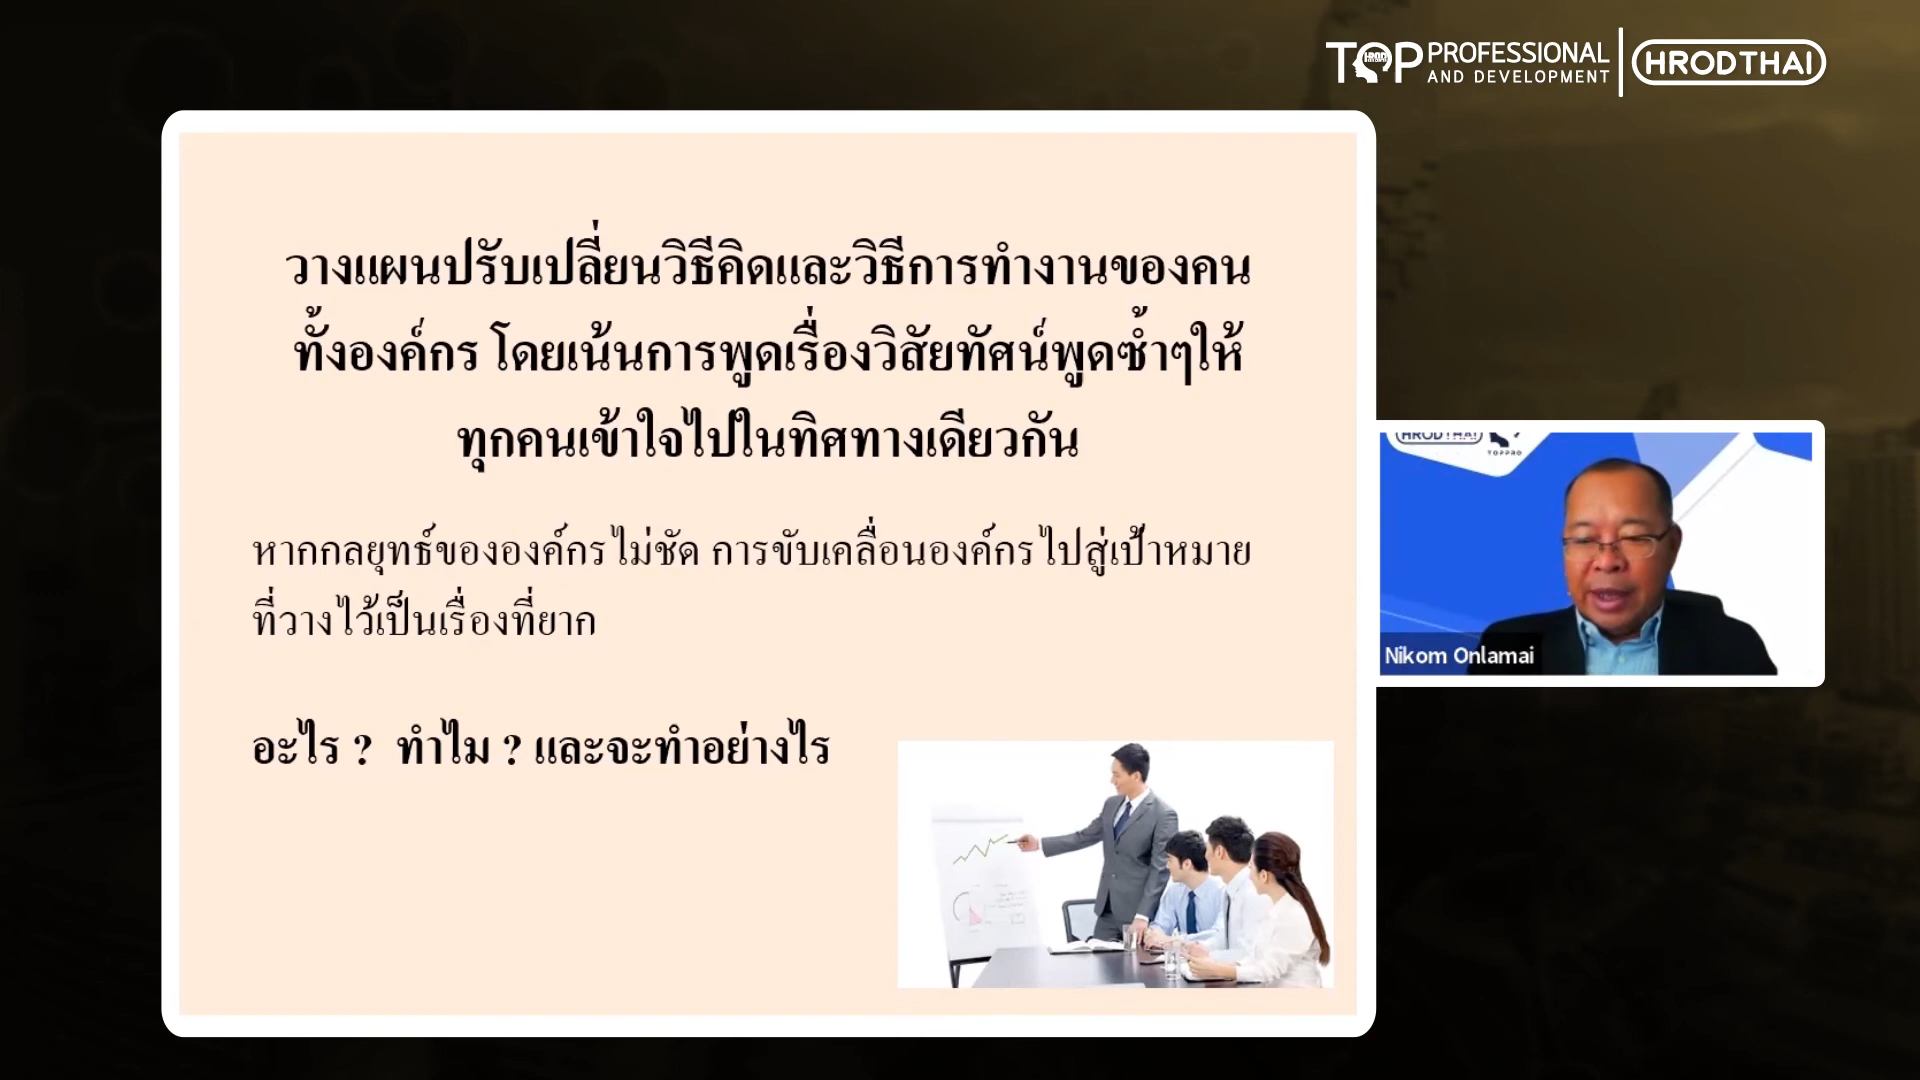 TOP PROFESSIONAL
AND DEVELOPMENT
HRODTHAI
วางแผนปรับเปลี่ยนวิธีคิดและวิธีการทำงานของคน
ทั้งองค์กร โดยเน้นการพูดเรื่องวิสัยทัศน์พูดซ้ำๆให้
ทุกคนเข้าใจไปในทิศทางเดียวกัน
หากกลยุทธ์ขององค์กรไม่ชัด การขับเคลื่อนองค์กรไปสู่เป้าหมาย
ที่วางไว้เป็นเรื่องที่ยาก
อะไร ? ทำไม ? และจะทำอย่างไร
HRODTHAI
TOPPRO
Nikom Onlamai